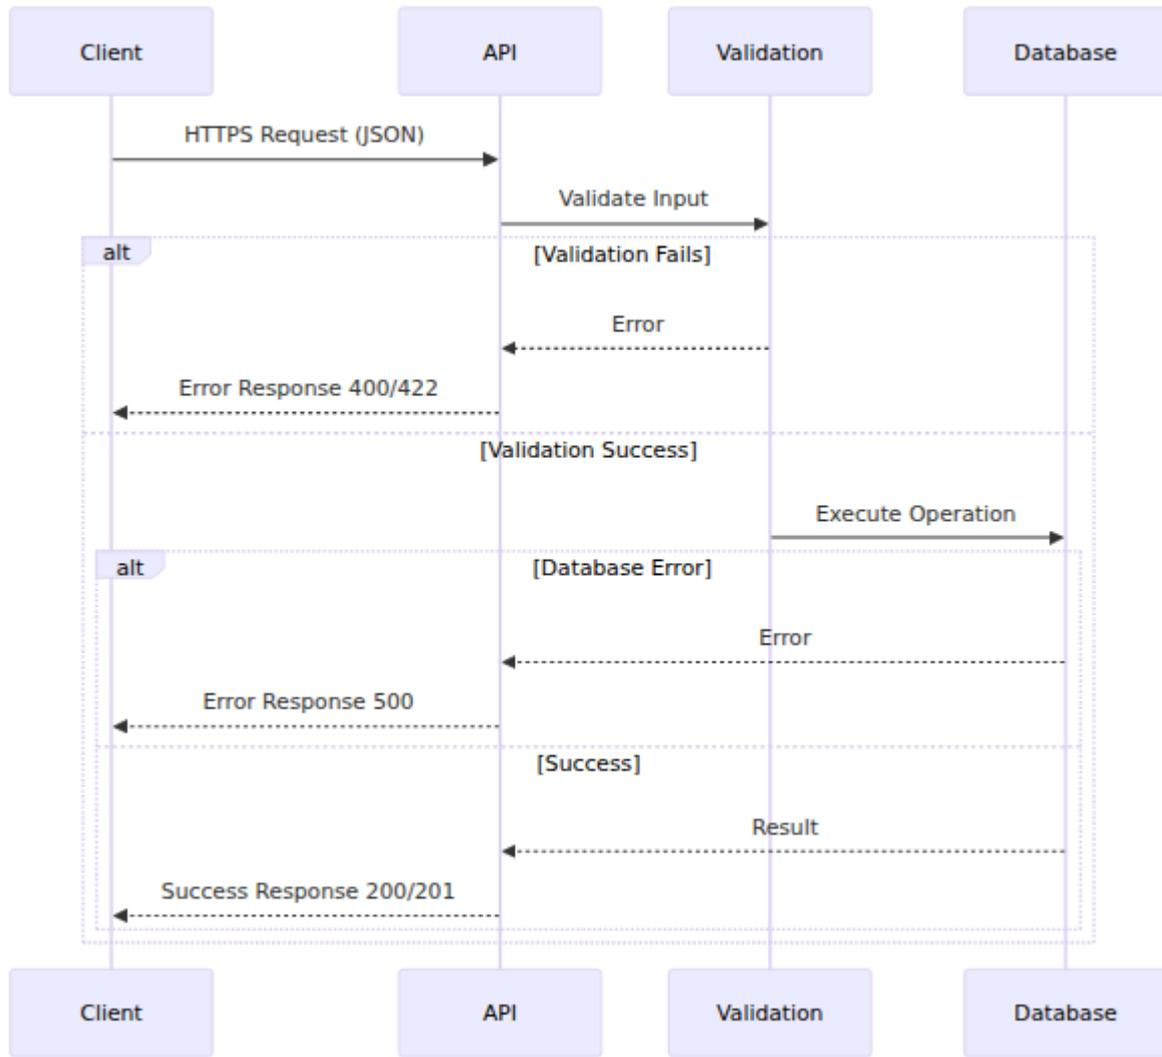 Client
API
Validation
Database
HTTPS Request (JSON)
Validate Input
alt
[Validation Fails]
Error
Error Response 400/422
[Validation Success]
Execute Operation
alt
[Database Error]
Error
Error Response 500
[Success]
Result
Success Response 200/201
Client
API
Validation
Database